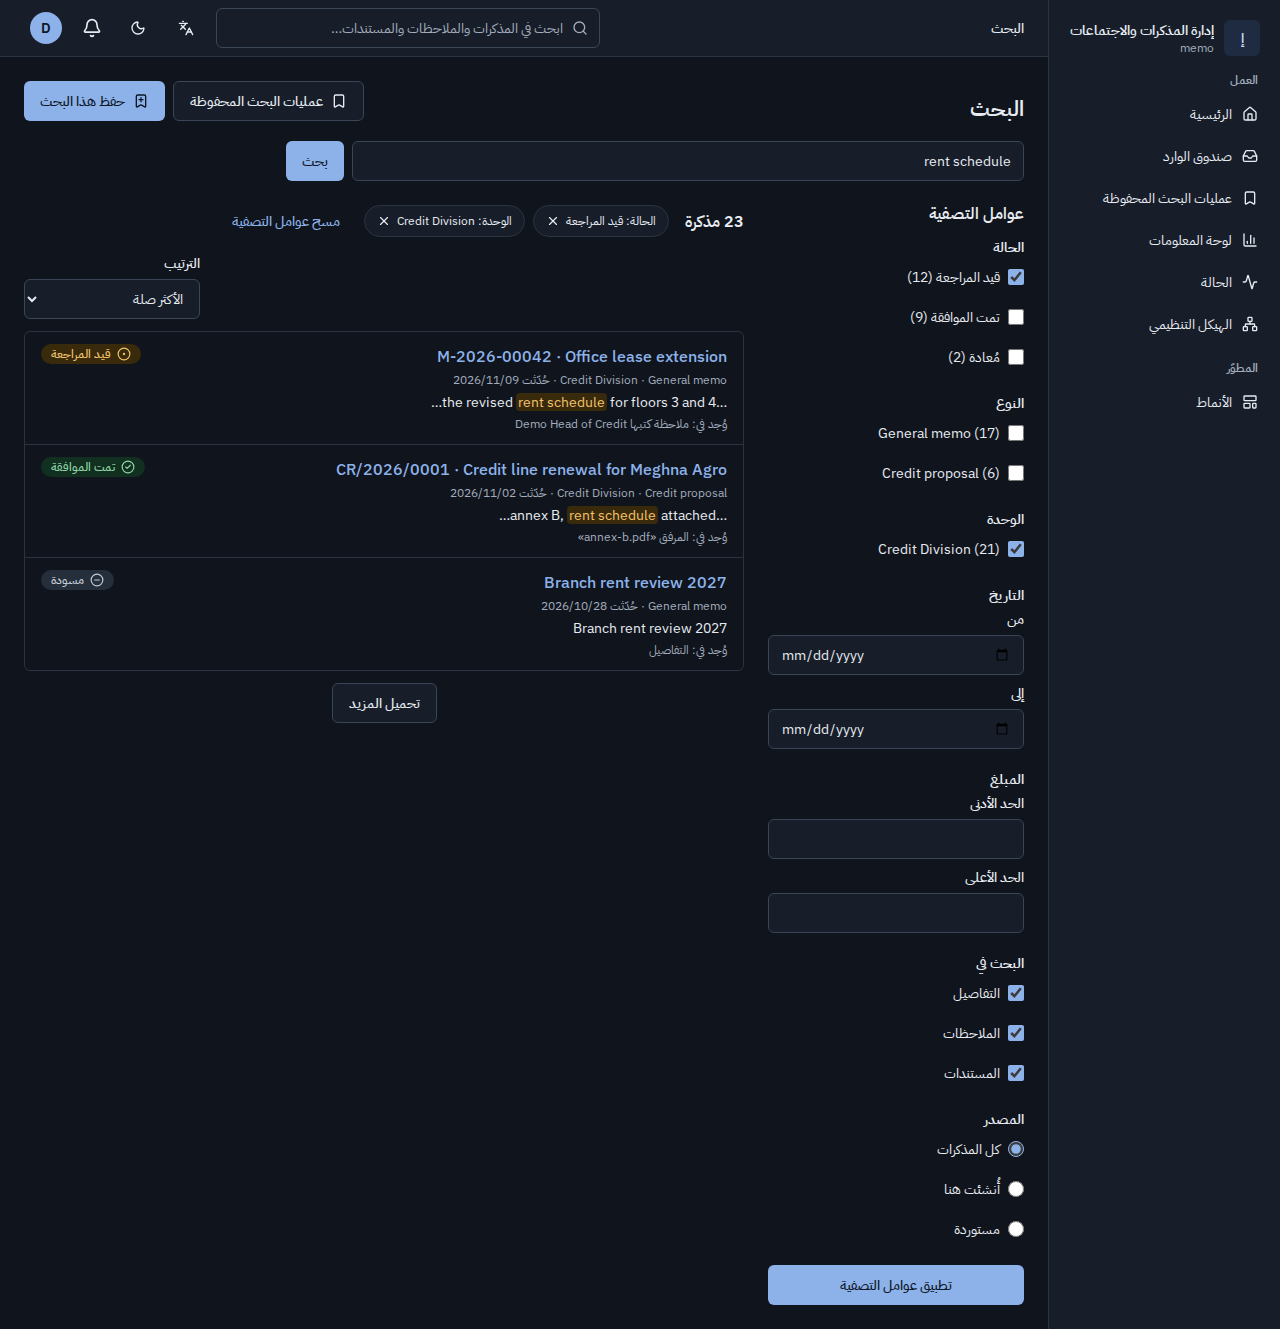 إدارة المذكرات والاجتماعات
memo
إ
العمل
الرئيسية
صندوق الوارد
عمليات البحث المحفوظة
لوحة المعلومات
الحالة
الهيكل التنظيمي
المطوّر
الأنماط
البحث
ابحث في المذكرات والملاحظات والمستندات...
D
البحث
عمليات البحث المحفوظة
حفظ هذا البحث
rent schedule
بحث
عوامل التصفية
الحالة
قيد المراجعة (12)
تمت الموافقة (9)
مُعادة (2)
النوع
General memo (17)
Credit proposal (6)
الوحدة
Credit Division (21)
التاريخ
من
mm/dd/yyyy
إلى
mm/dd/yyyy
المبلغ
الحد الأدنى
الحد الأعلى
البحث في
التفاصيل
الملاحظات
المستندات
المصدر
كل المذكرات
أُنشئت هنا
مستوردة
تطبيق عوامل التصفية
23 مذكرة
الحالة: قيد المراجعة
الوحدة: Credit Division
مسح عوامل التصفية
الترتيب
الأكثر صلة
M-2026-00042 · Office lease extension
قيد المراجعة
General memo · Credit Division · حُدّثت 2026/11/09
...the revised rent schedule for floors 3 and 4...
وُجد في: ملاحظة كتبها Demo Head of Credit
CR/2026/0001 · Credit line renewal for Meghna Agro
تمت الموافقة
Credit proposal · Credit Division · حُدّثت 2026/11/02
...annex B, rent schedule attached...
وُجد في: المرفق «annex-b.pdf»
Branch rent review 2027
مسودة
General memo · حُدّثت 2026/10/28
Branch rent review 2027
وُجد في: التفاصيل
تحميل المزيد